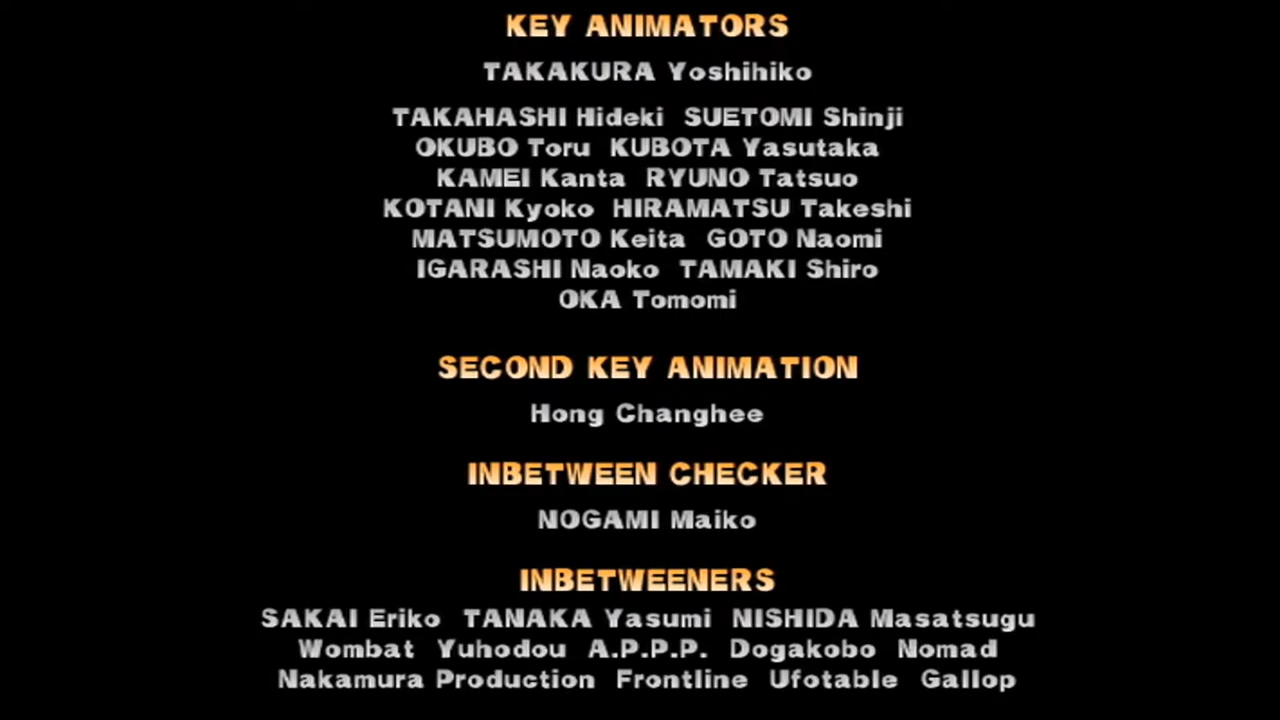 KEY ANIMATORS
TAKAKURA Yoshihiko
TAKAHASHI Hideki SUETOMI Shinji
OKUBO Toru KUBOTA Yasutaka
KAMEI Kanta RYUNO Tatsuo
KOTANI Kyoko HIRAMATSU Takeshi
MATSUMOTO Keita GOTO Naomi
IGARASHI Naoko TAMAKI Shiro
OKA Tomomi
SECOND KEY ANIMATION
Hong Changhee
INBETWEEN CHECKER
NOGAMI Maiko
INBETWEENERS
SAKAI Eriko TANAKA Yasumi NISHIDA Masatsugu
Wombat Yuhodou A.P.P.P. Dogakobo Nomad
Nakamura Production Frontline Ufotable Gallop